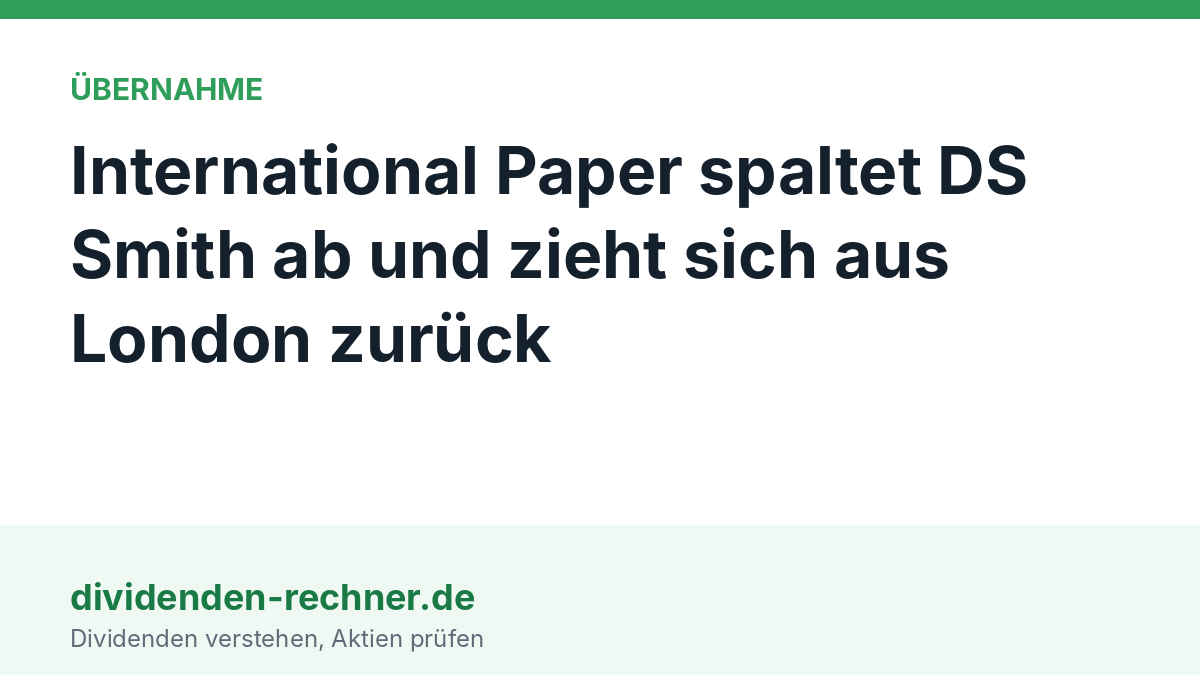 ÜBERNAHME
International Paper spaltet DS
Smith ab und zieht sich aus
London zurück
dividenden-rechner.de
Dividenden verstehen, Aktien prüfen